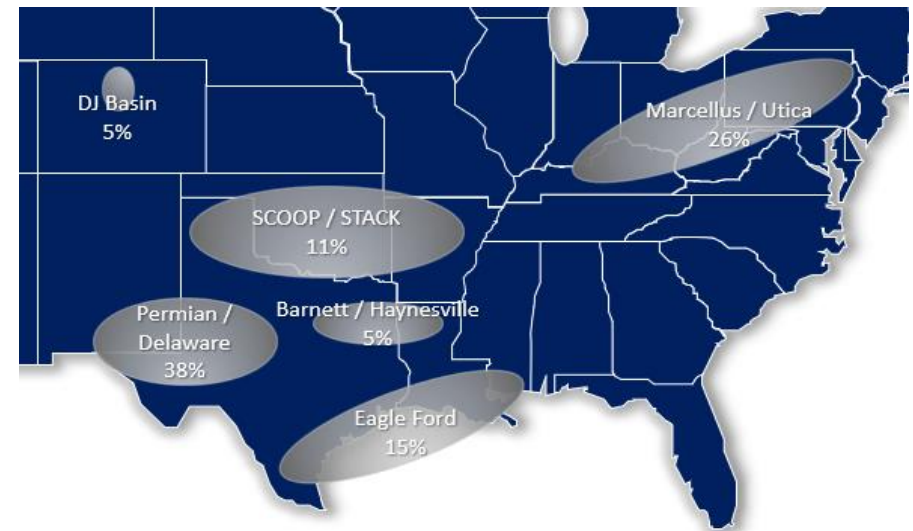 DJ Basin
5%
Marcellus / Utica
26%
SCOOP / STACK
11%
Permian /
Delaware
38%
Barnett / Haynesville
5%
Eagle Ford
15%